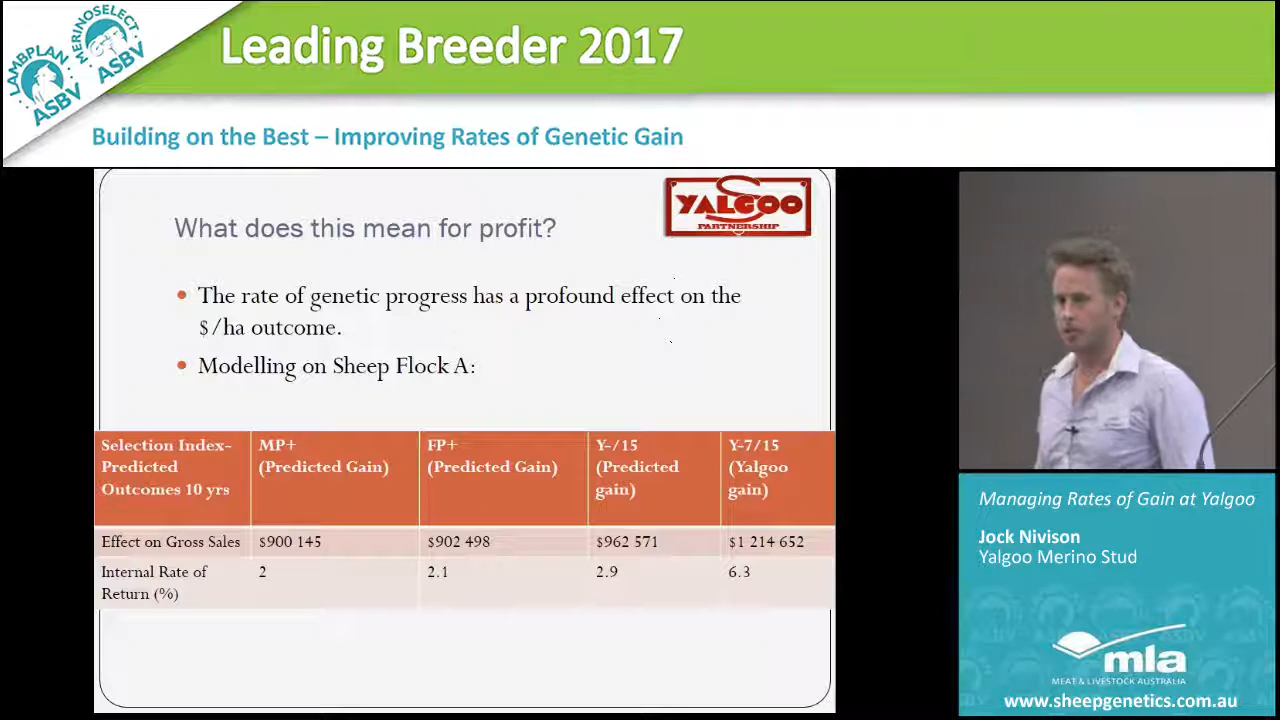 LAMBPLAN
ASBV
MERINOSELECT
ASBV
Leading Breeder 2017
Building on the Best – Improving Rates of Genetic Gain
What does this mean for profit?
YALGOO
PARTNERSHIP
• The rate of genetic progress has a profound effect on the
$/ha outcome.
• Modelling on Sheep Flock A:
Selection Index- Predicted Outcomes 10 yrs
MP+ (Predicted Gain)
FP+ (Predicted Gain)
Y-/15 (Predicted gain)
Y-7/15 (Yalgoo gain)
Effect on Gross Sales $900 145 $902 498 $962 571 $1 214 652
Internal Rate of Return (%) 2 2.1 2.9 6.3
Managing Rates of Gain at Yalgoo
Jock Nivison
Yalgoo Merino Stud
mla
MEAT & LIVESTOCK AUSTRALIA
www.sheepgenetics.com.au